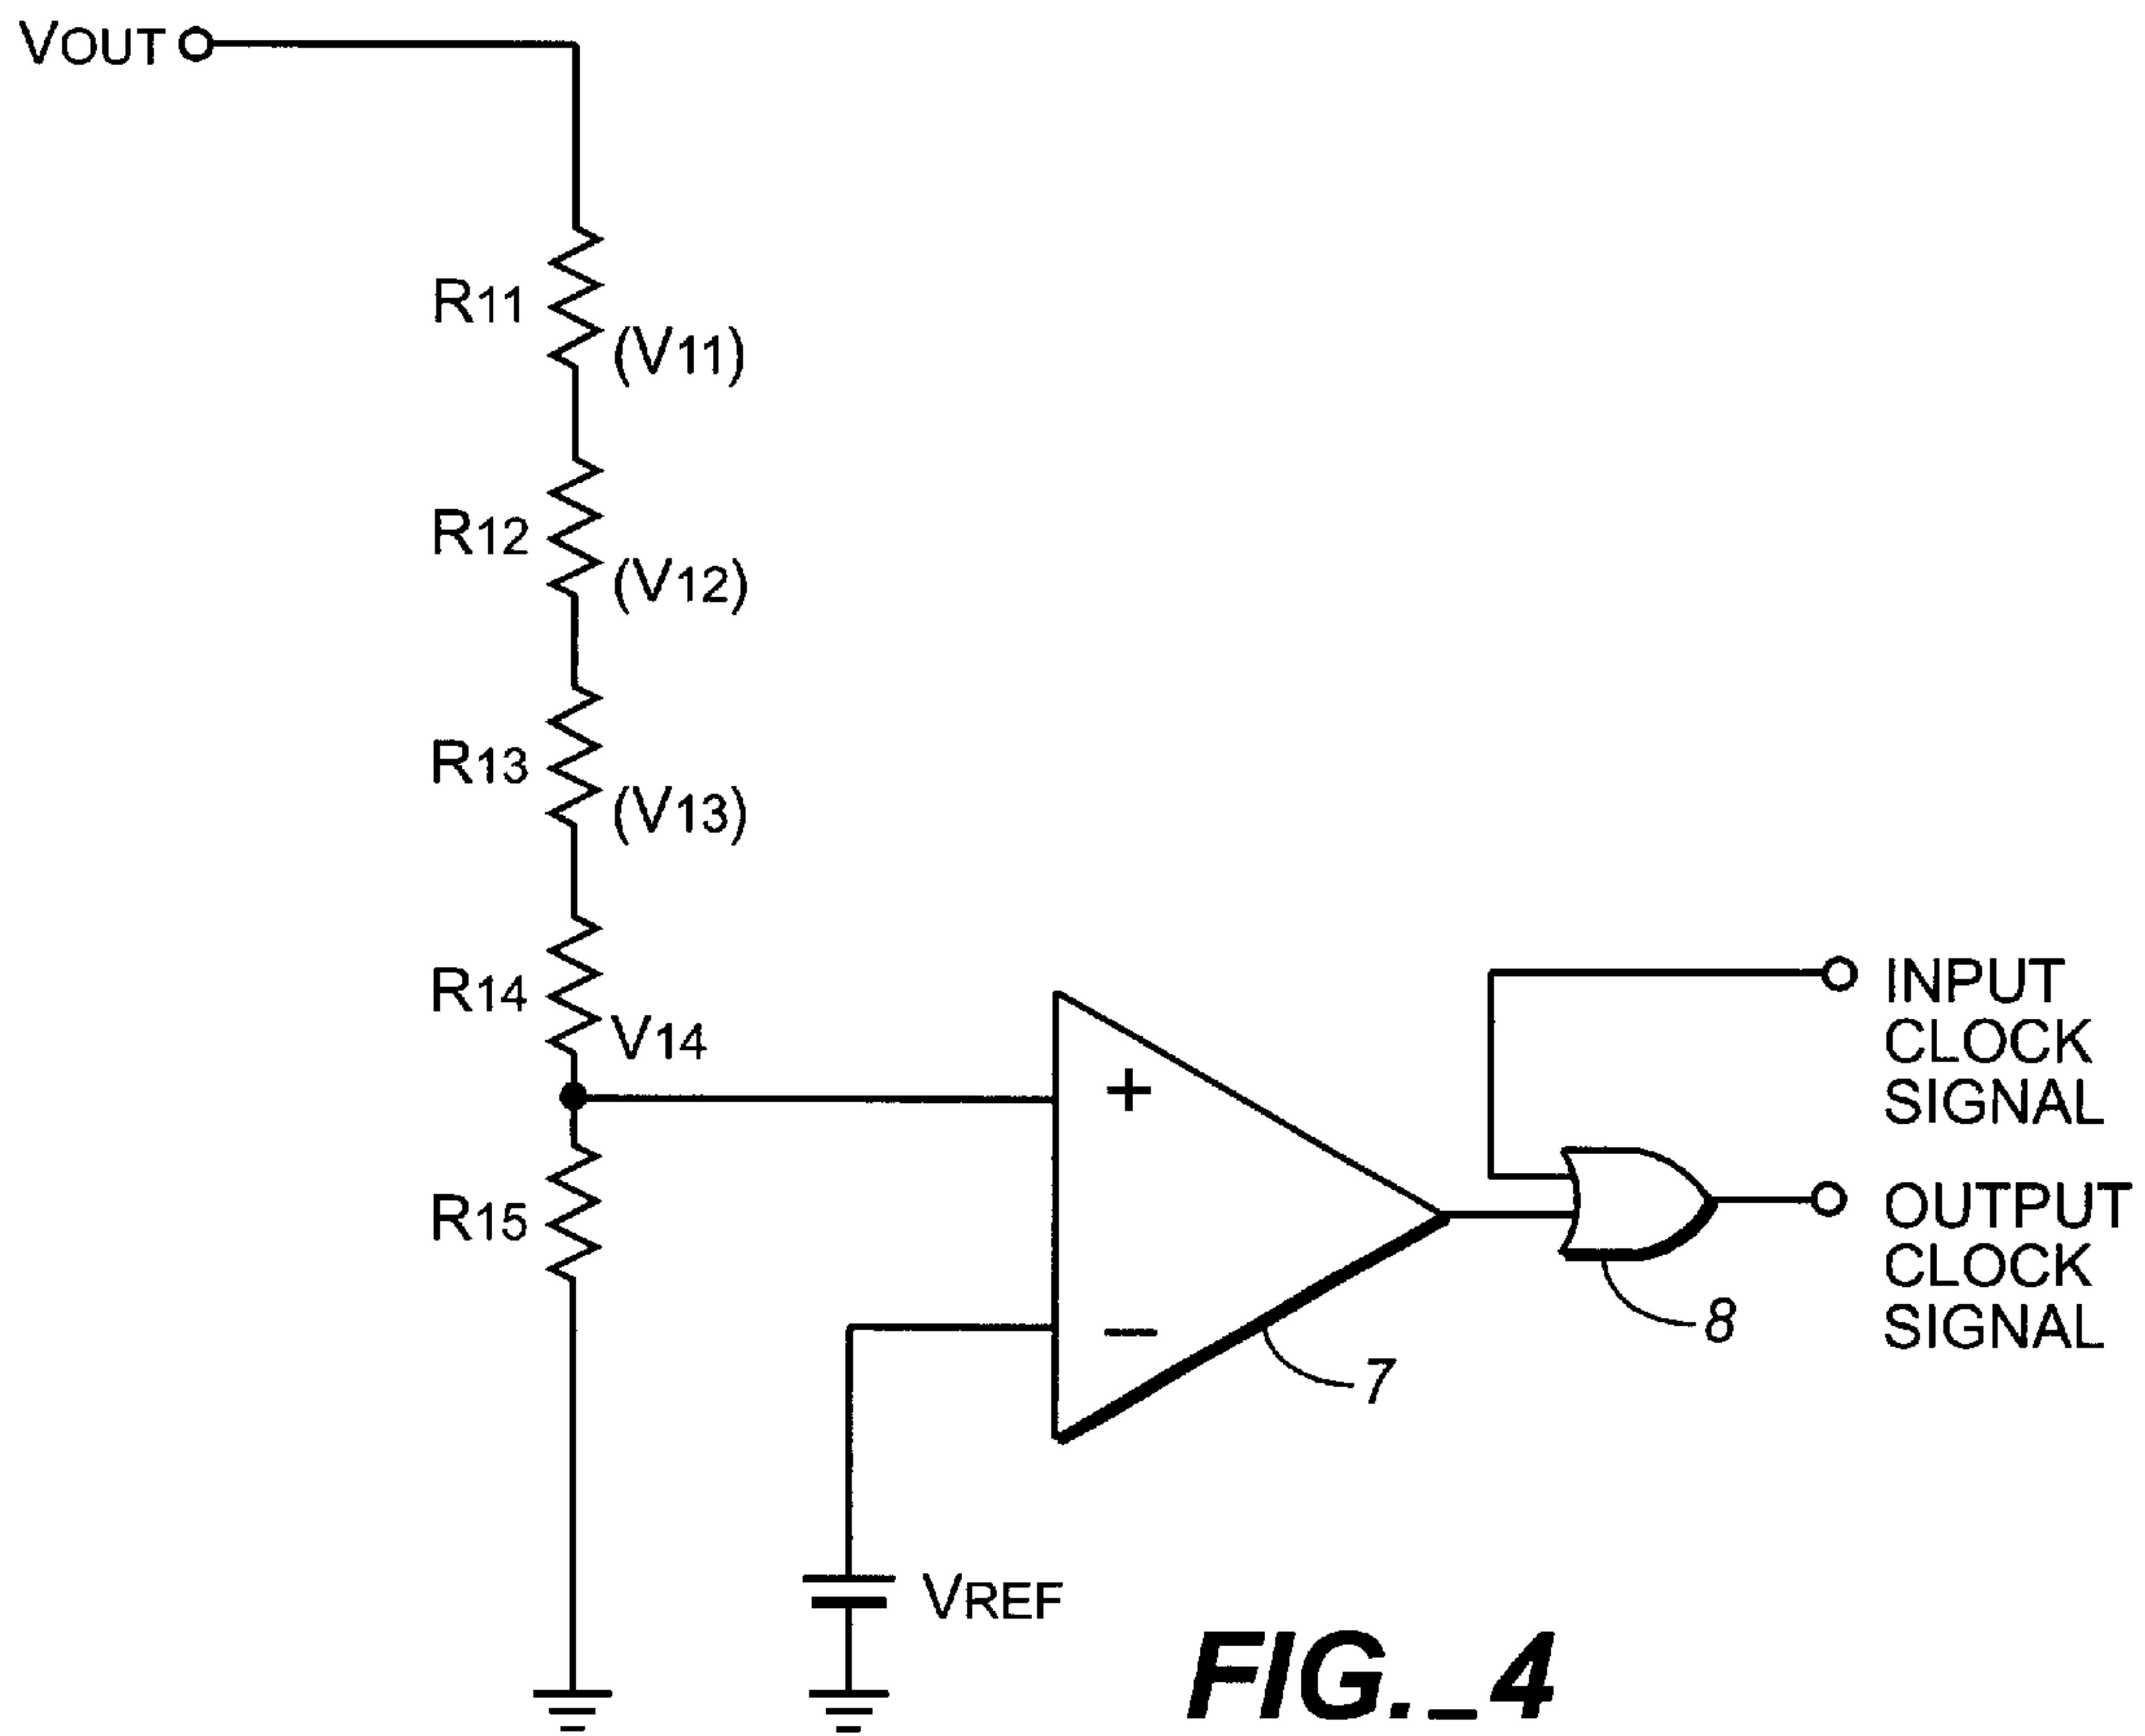 VOUT
R11
(V11)
R12
(V12)
R13
(V13)
R14
V14
R15
+
−
INPUT
CLOCK
SIGNAL
OUTPUT
CLOCK
SIGNAL
8
7
VREF
FIG._4